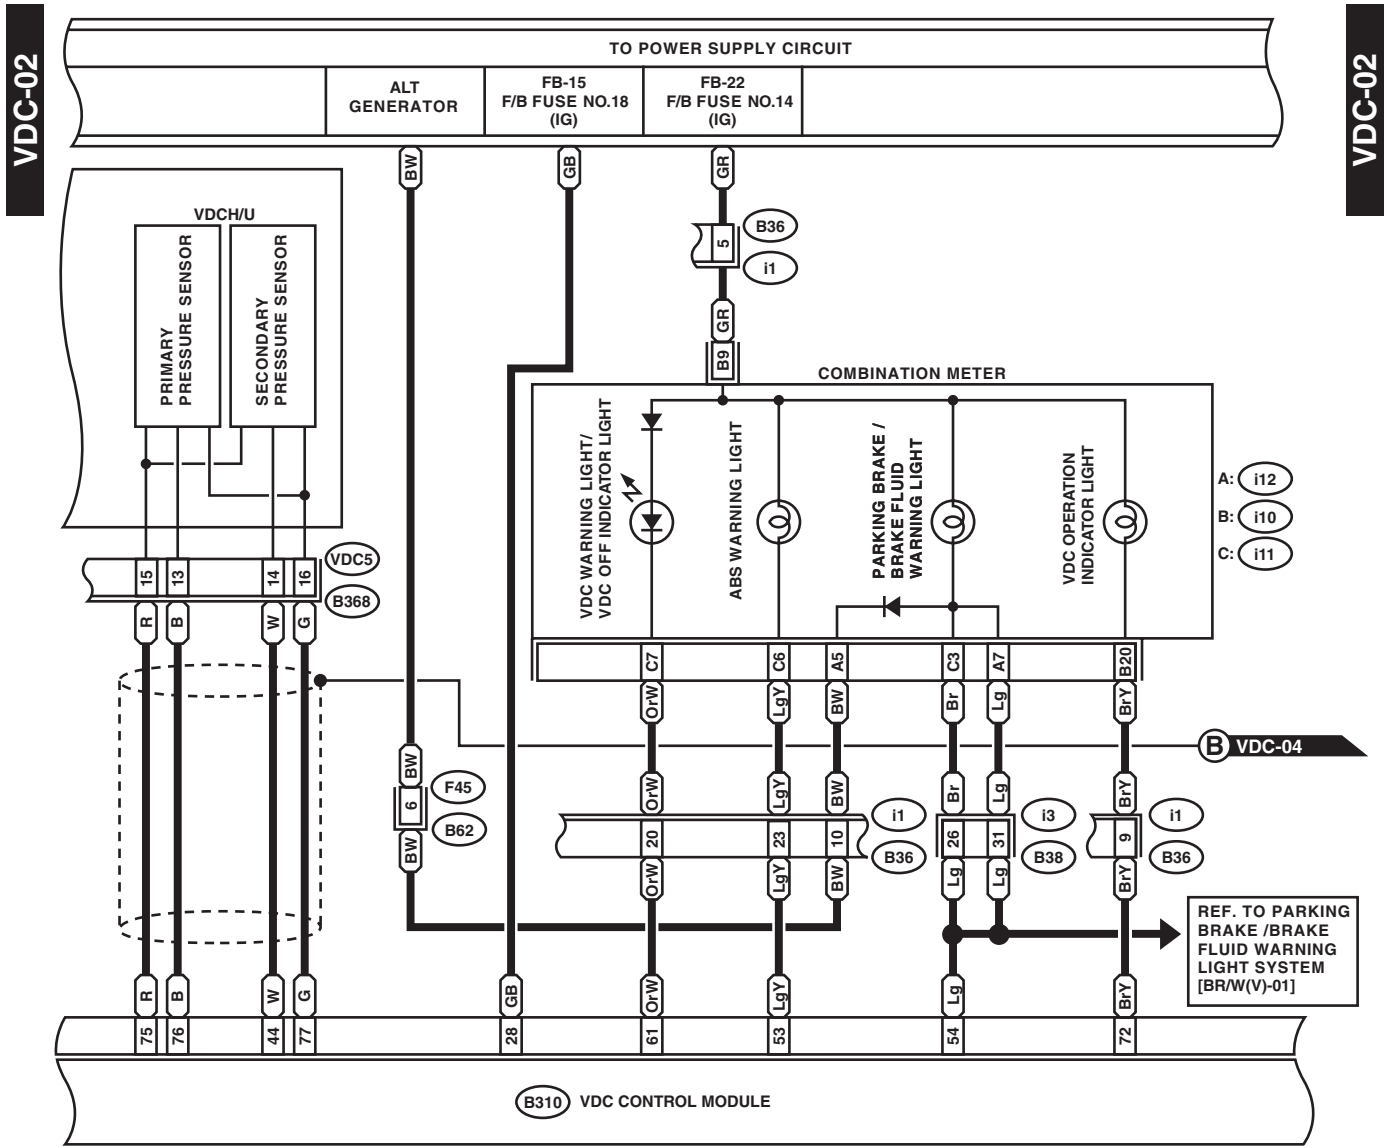 VDC-02
VDC-02
TO POWER SUPPLY CIRCUIT
ALT
GENERATOR
FB-15
F/B FUSE NO.18
(IG)
FB-22
F/B FUSE NO.14
(IG)
BW
GB
GR
VDCH/U
PRIMARY
PRESSURE SENSOR
SECONDARY
PRESSURE SENSOR
5
B36
i1
GR
B9
COMBINATION METER
VDC WARNING LIGHT/
VDC OFF INDICATOR LIGHT
ABS WARNING LIGHT
PARKING BRAKE /
BRAKE FLUID
WARNING LIGHT
VDC OPERATION
INDICATOR LIGHT
A: i12
B: i10
C: i11
15
13
14
16
VDC5
B368
R
B
W
G
C7
C6
A5
C3
A7
B20
OrW
LgY
BW
Br
Lg
BrY
B VDC-04
BW
6
F45
B62
BW
OrW
LgY
BW
Br
Lg
BrY
20
23
10
i1
B36
26
31
i3
B38
9
i1
B36
OrW
LgY
BW
Lg
Lg
BrY
REF. TO PARKING
BRAKE /BRAKE
FLUID WARNING
LIGHT SYSTEM
[BR/W(V)-01]
R
B
W
G
GB
OrW
LgY
Lg
BrY
75
76
44
77
28
61
53
54
72
B310 VDC CONTROL MODULE